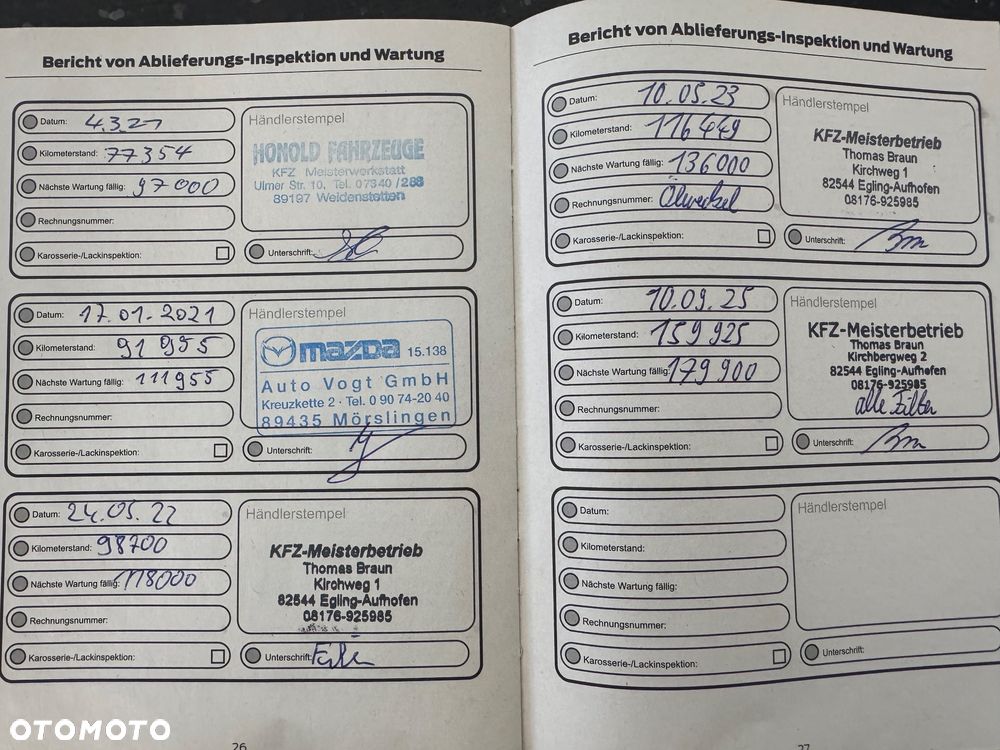 Bericht von Ablieferungs-Inspektion und Wartung
Datum: 4.3.21
Kilometerstand: 77354
Nächste Wartung fällig: 97000
Rechnungsnummer:
Karosserie-/Lackinspektion:
Händlerstempel
HONOLD FAHRZEUGE
KFZ Meisterwerkstatt
Ulmer Str. 10, Tel. 07340/288
89197 Weidenstetten
Unterschrift:
Datum: 17.01.2021
Kilometerstand: 91955
Nächste Wartung fällig: 111955
Rechnungsnummer:
Karosserie-/Lackinspektion:
Händlerstempel
mazda 15.138
Auto Vogt GmbH
Kreuzkette 2 · Tel. 0 90 74-20 40
89435 Mörslingen
Unterschrift:
Datum: 24.05.22
Kilometerstand: 98700
Nächste Wartung fällig: 118000
Rechnungsnummer:
Karosserie-/Lackinspektion:
Händlerstempel
KFZ-Meisterbetrieb
Thomas Braun
Kirchweg 1
82544 Egling-Aufhofen
08176-925985
Unterschrift:
26
Bericht von Ablieferungs-Inspektion und Wartung
Datum: 10.05.23
Kilometerstand: 116449
Nächste Wartung fällig: 136000
Rechnungsnummer: Ölwechsel
Karosserie-/Lackinspektion:
Händlerstempel
KFZ-Meisterbetrieb
Thomas Braun
Kirchweg 1
82544 Egling-Aufhofen
08176-925985
Unterschrift:
Datum: 10.09.25
Kilometerstand: 159925
Nächste Wartung fällig: 179900
Rechnungsnummer:
Karosserie-/Lackinspektion:
Händlerstempel
KFZ-Meisterbetrieb
Thomas Braun
Kirchbergweg 2
82544 Egling-Aufhofen
08176-925985
alle Filter
Unterschrift:
Datum:
Kilometerstand:
Nächste Wartung fällig:
Rechnungsnummer:
Karosserie-/Lackinspektion:
Händlerstempel
Unterschrift:
27
OTOMOTO